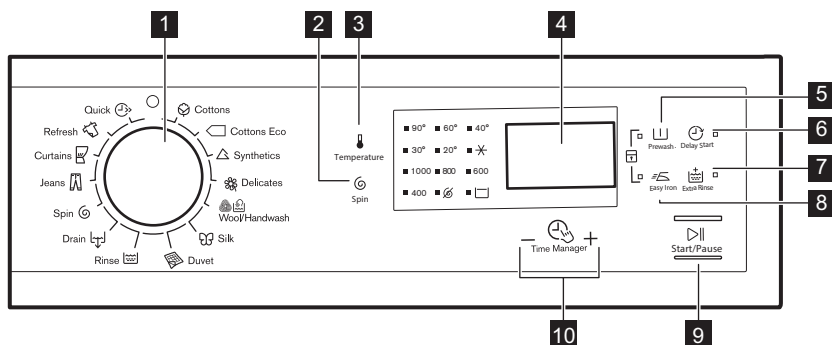 1
2
3
4
5
6
7
8
9
10
Quick
Cottons
Refresh
Cottons Eco
Curtains
Synthetics
Jeans
Delicates
Spin
Wool/Handwash
Drain
Silk
Rinse
Duvet
Temperature
Spin
90° 60° 40°
30° 20°
1000 800 600
400
Prewash.
Delay Start
Easy Iron
Extra Rinse
− Time Manager +
Start/Pause